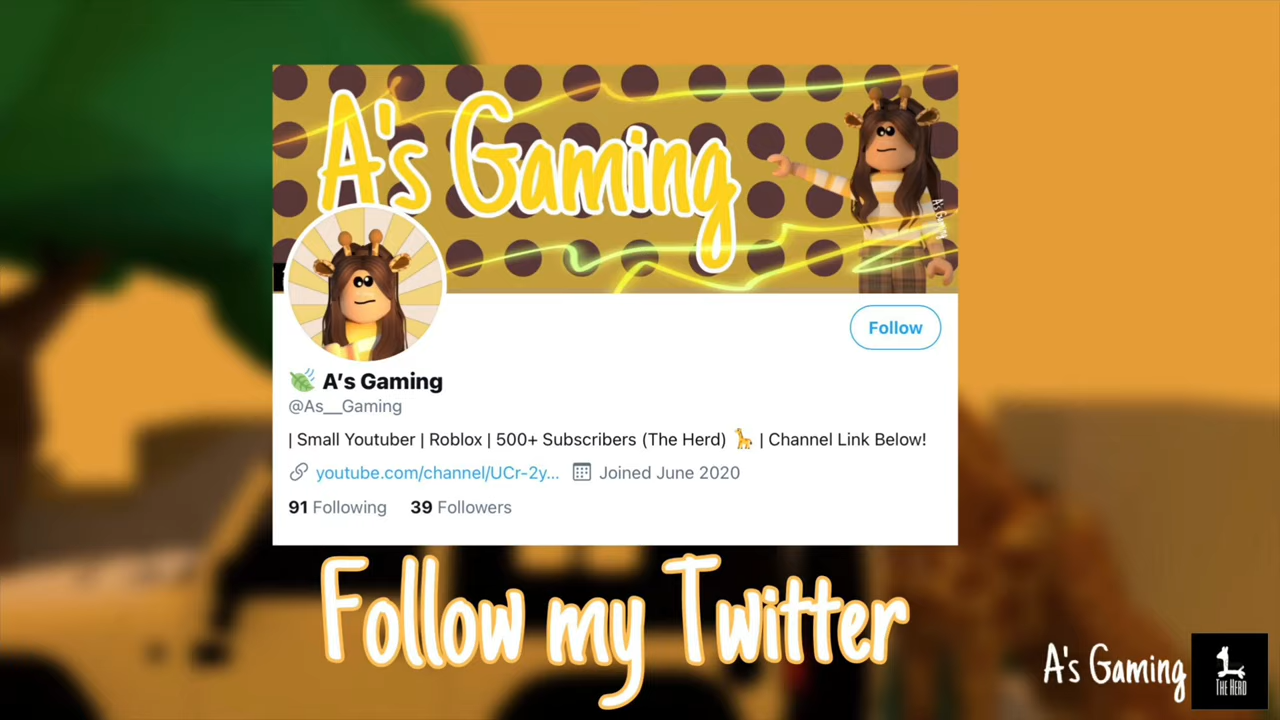 A's Gaming
A's Gaming
Follow
A's Gaming
@As__Gaming
| Small Youtuber | Roblox | 500+ Subscribers (The Herd) 🦒 | Channel Link Below!
youtube.com/channel/UCr-2y... Joined June 2020
91 Following 39 Followers
Follow my Twitter
A's Gaming
THE HERD